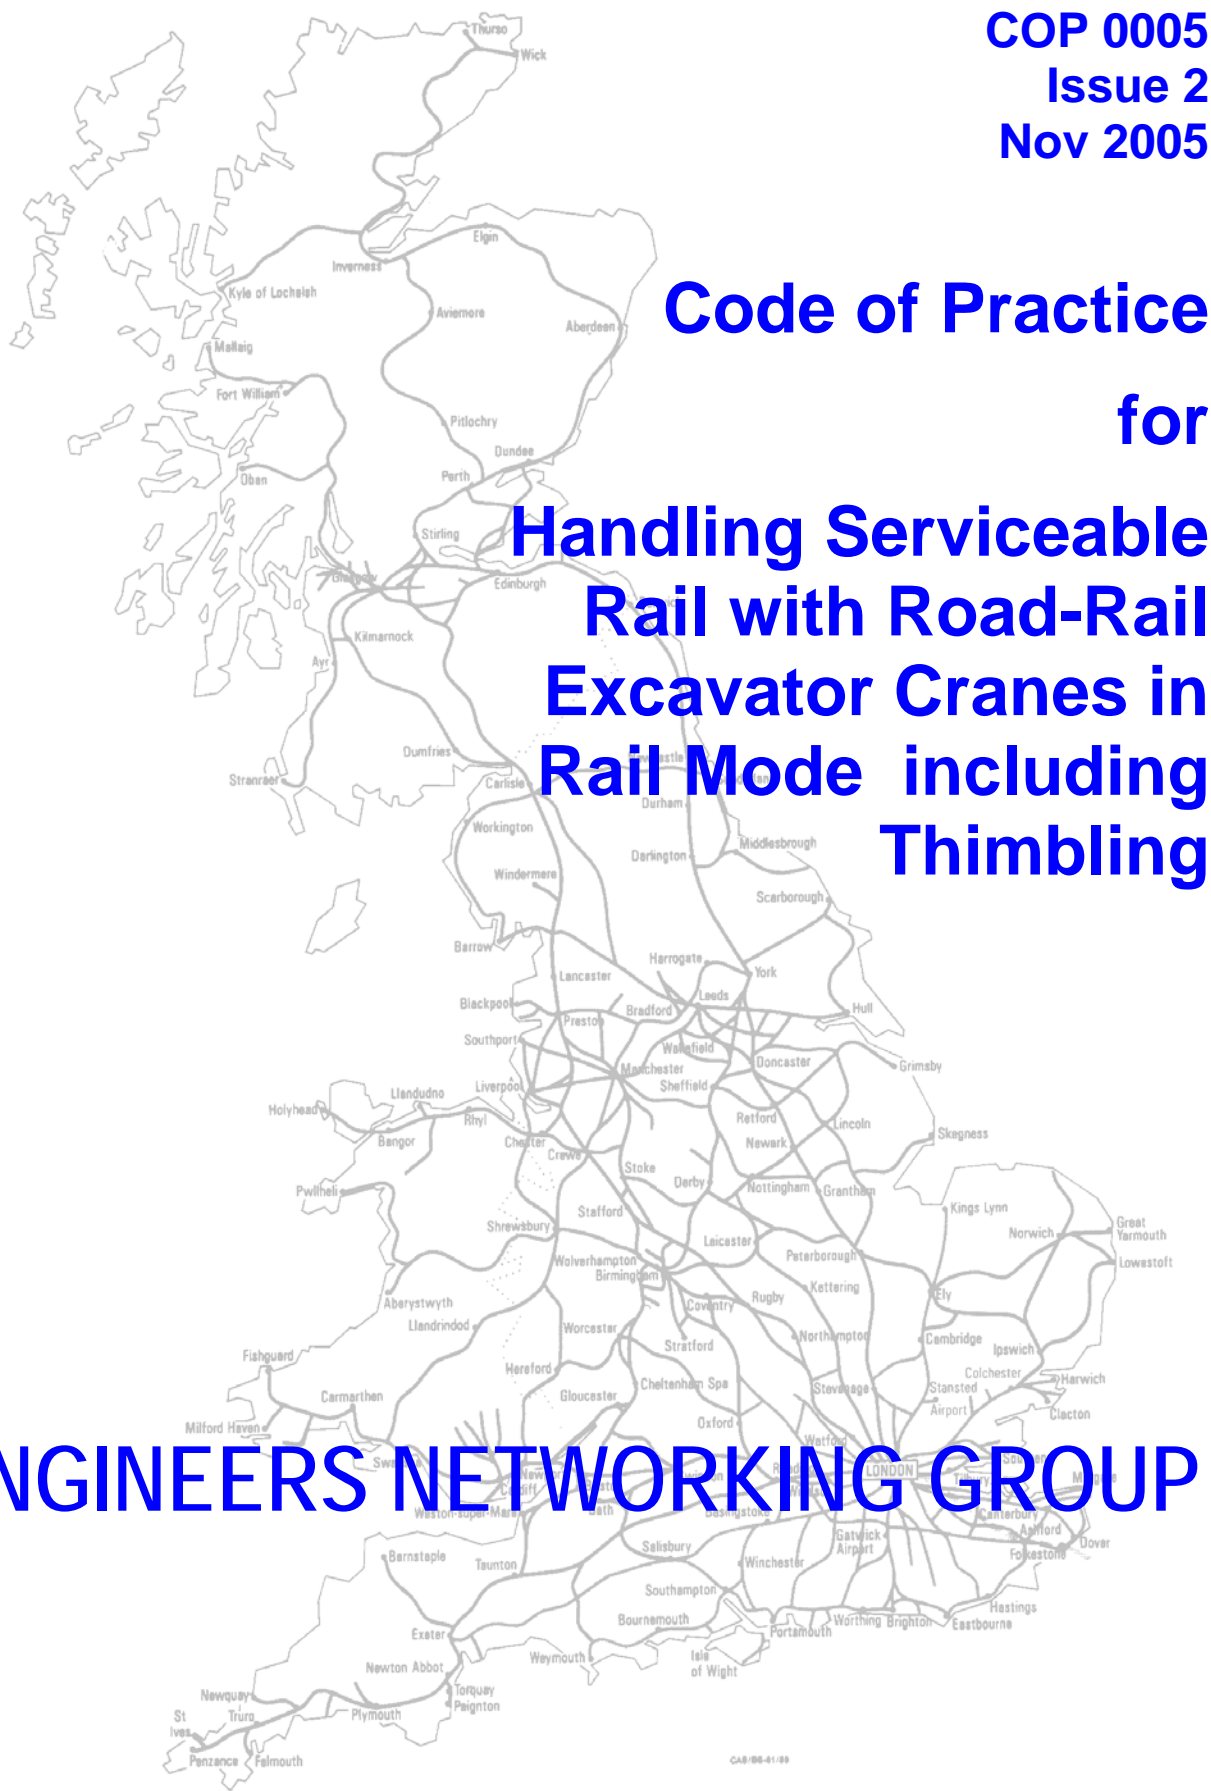 COP 0005
Issue 2
Nov 2005
Code of Practice
for
Handling Serviceable
Rail with Road-Rail
Excavator Cranes in
Rail Mode including
Thimbling
NGINEERS NETWORKING GROUP
Thurso
Wick
Elgin
Inverness
Kyle of Lochalsh
Aviemore
Aberdeen
Mallaig
Fort William
Pitlochry
Dundee
Perth
Oban
Stirling
Edinburgh
Kilmarnock
Ayr
Dumfries
Stranraer
Carlisle
Durham
Workington
Middlesbrough
Darlington
Windermere
Scarborough
Barrow
Harrogate
York
Lancaster
Leeds
Blackpool
Bradford
Hull
Preston
Southport
Wakefield
Doncaster
Manchester
Grimsby
Sheffield
Liverpool
Llandudno
Holyhead
Rhyl
Retford
Lincoln
Bangor
Chester
Newark
Skegness
Crewe
Stoke
Derby
Nottingham
Grantham
Pwllheli
Stafford
Kings Lynn
Shrewsbury
Norwich
Great
Yarmouth
Leicester
Peterborough
Wolverhampton
Lowestoft
Birmingham
Kettering
Ely
Aberystwyth
Coventry
Rugby
Llandrindod
Worcester
Northampton
Cambridge
Stratford
Ipswich
Fishguard
Hereford
Colchester
Carmarthen
Gloucester
Cheltenham Spa
Stevenage
Stansted
Airport
Harwich
Clacton
Milford Haven
Oxford
Watford
LONDON
Weston-super-Mare
Bath
Basingstoke
Canterbury
Ashford
Dover
Folkestone
Gatwick
Airport
Barnstaple
Taunton
Salisbury
Winchester
Southampton
Hastings
Bournemouth
Portsmouth
Worthing
Brighton
Eastbourne
Exeter
Weymouth
Isle
of Wight
Newton Abbot
Torquay
Paignton
Newquay
St
Ives
Truro
Plymouth
Penzance
Falmouth